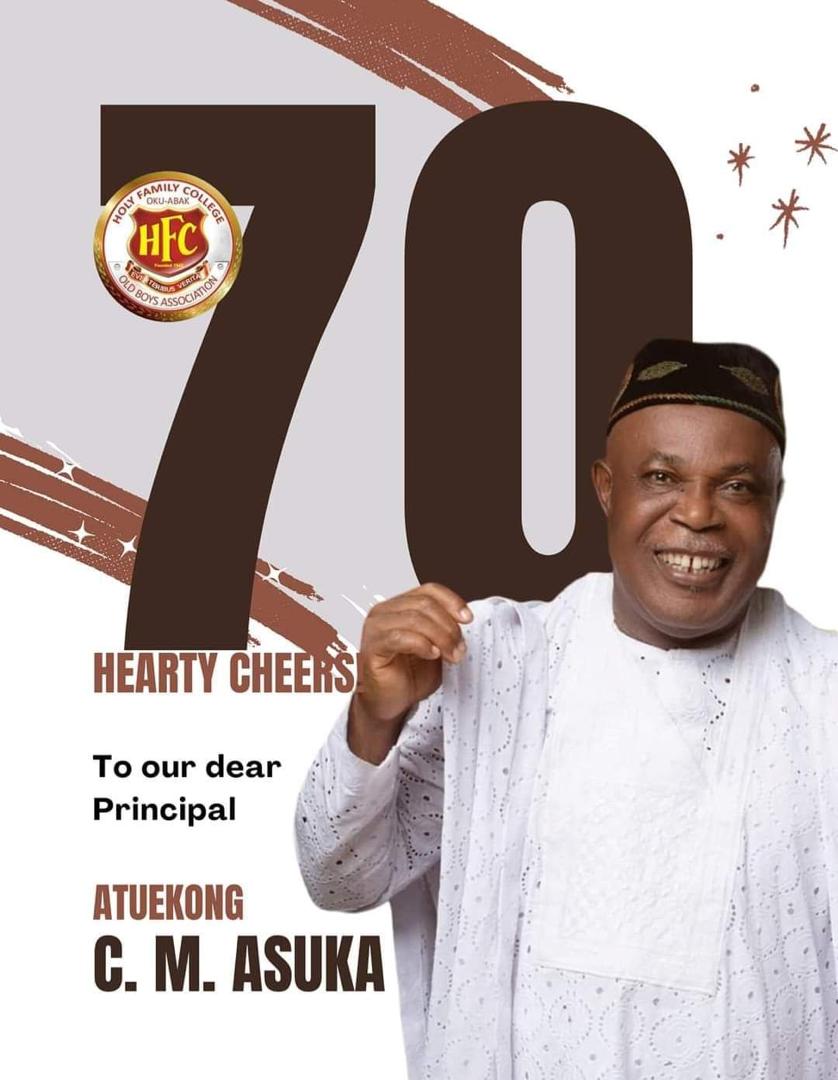 70
HOLY FAMILY COLLEGE
OKU-ABAK
HFC
OLD BOYS ASSOCIATION
HEARTY CHEERS
To our dear
Principal
ATUEKONG
C. M. ASUKA